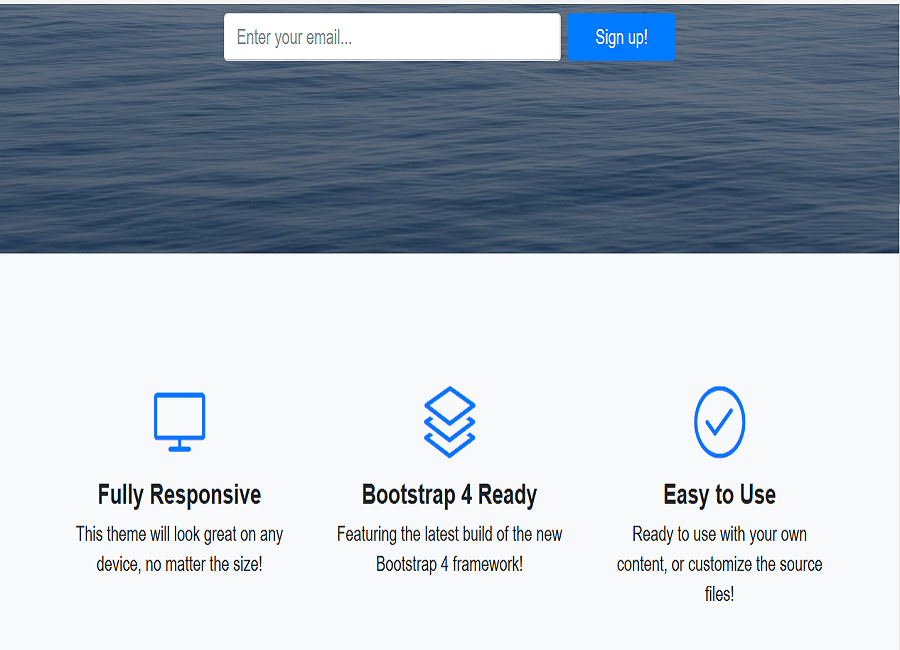 Enter your email... Sign up!
Fully Responsive
This theme will look great on any
device, no matter the size!
Bootstrap 4 Ready
Featuring the latest build of the new
Bootstrap 4 framework!
Easy to Use
Ready to use with your own
content, or customize the source
files!